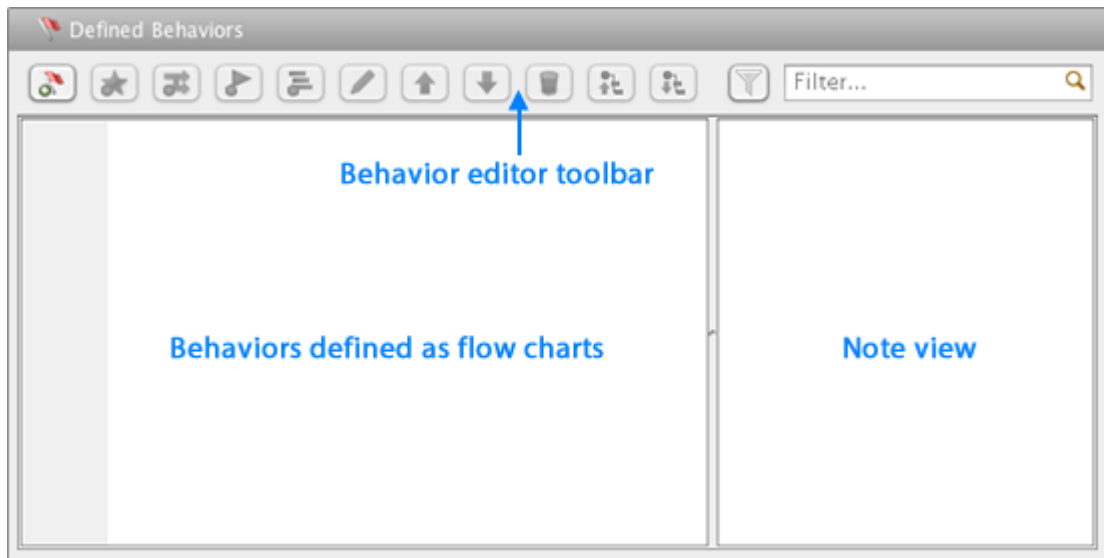 Defined Behaviors
Filter...
Behavior editor toolbar
Behaviors defined as flow charts
Note view